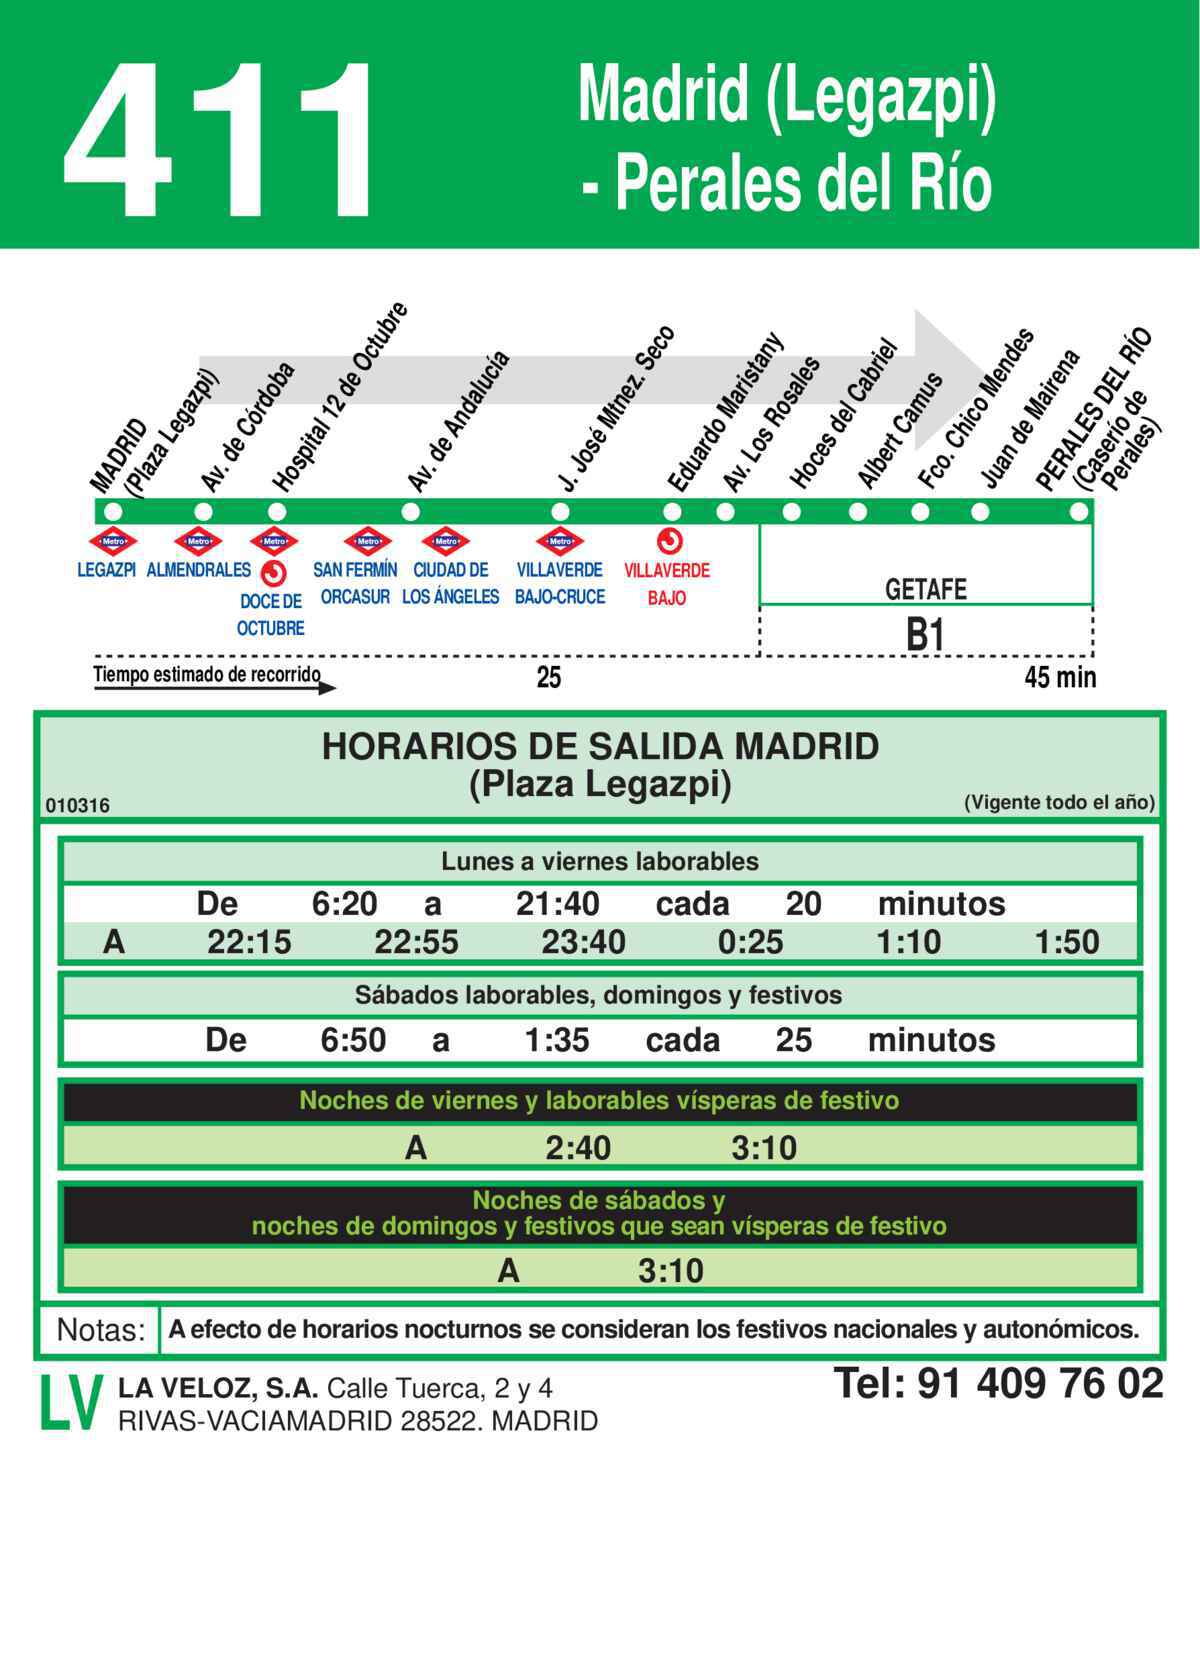 411
Madrid (Legazpi)
- Perales del Río
MADRID
(Plaza Legazpi)
Av. de Córdoba
Hospital 12 de Octubre
Av. de Andalucía
J. José Mtnez. Seco
Eduardo Maristany
Av. Los Rosales
Hoces del Gabriel
Albert Camus
Fco. Chico Mendes
Juan de Mairena
PERALES DEL RÍO
(Caserio de
Perales)
Metro Metro Metro Metro Metro Metro
LEGAZPI ALMENDRALES SAN FERMÍN CIUDAD DE VILLAVERDE VILLAVERDE
DOCE DE ORCASUR LOS ÁNGELES BAJO-CRUCE BAJO
OCTUBRE
GETAFE
B1
Tiempo estimado de recorrido 25 45 min
HORARIOS DE SALIDA MADRID
(Plaza Legazpi)
010316 (Vigente todo el año)
Lunes a viernes laborables
De 6:20 a 21:40 cada 20 minutos
A 22:15 22:55 23:40 0:25 1:10 1:50
Sábados laborables, domingos y festivos
De 6:50 a 1:35 cada 25 minutos
Noches de viernes y laborables vísperas de festivo
A 2:40 3:10
Noches de sábados y
noches de domingos y festivos que sean vísperas de festivo
A 3:10
Notas: A efecto de horarios nocturnos se consideran los festivos nacionales y autonómicos.
LV LA VELOZ, S.A. Calle Tuerca, 2 y 4 Tel: 91 409 76 02
RIVAS-VACIAMADRID 28522. MADRID